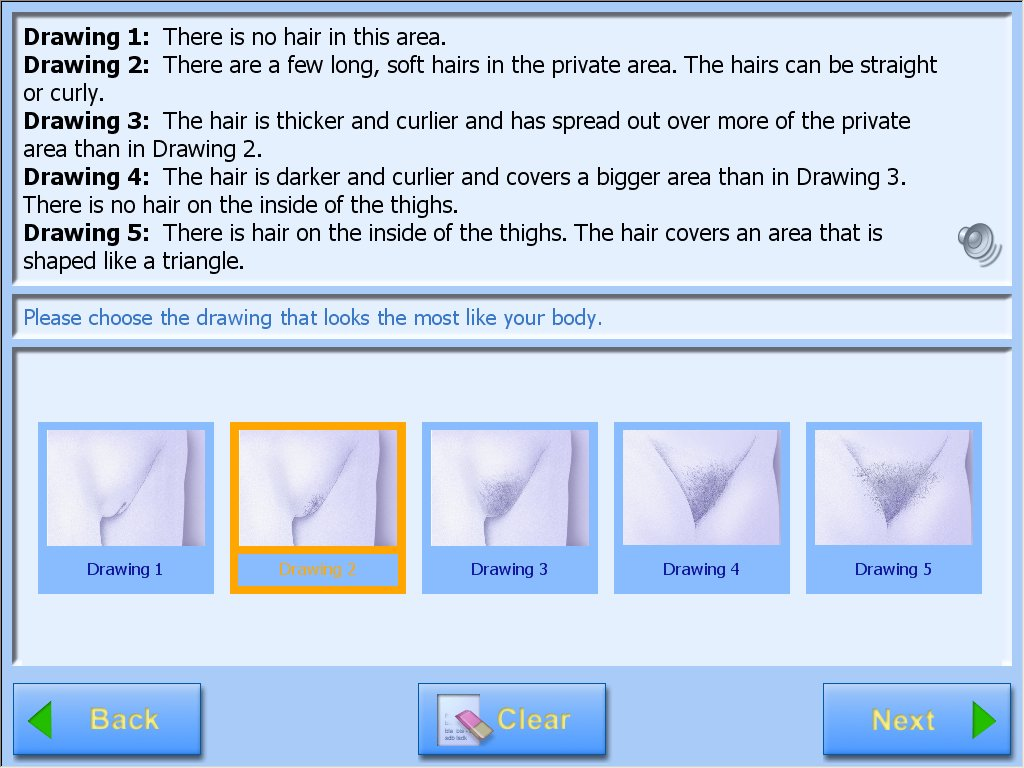 Drawing 1: There is no hair in this area.
Drawing 2: There are a few long, soft hairs in the private area. The hairs can be straight
or curly.
Drawing 3: The hair is thicker and curlier and has spread out over more of the private
area than in Drawing 2.
Drawing 4: The hair is darker and curlier and covers a bigger area than in Drawing 3.
There is no hair on the inside of the thighs.
Drawing 5: There is hair on the inside of the thighs. The hair covers an area that is
shaped like a triangle.
Please choose the drawing that looks the most like your body.
Drawing 1 Drawing 2 Drawing 3 Drawing 4 Drawing 5
Back Clear Next